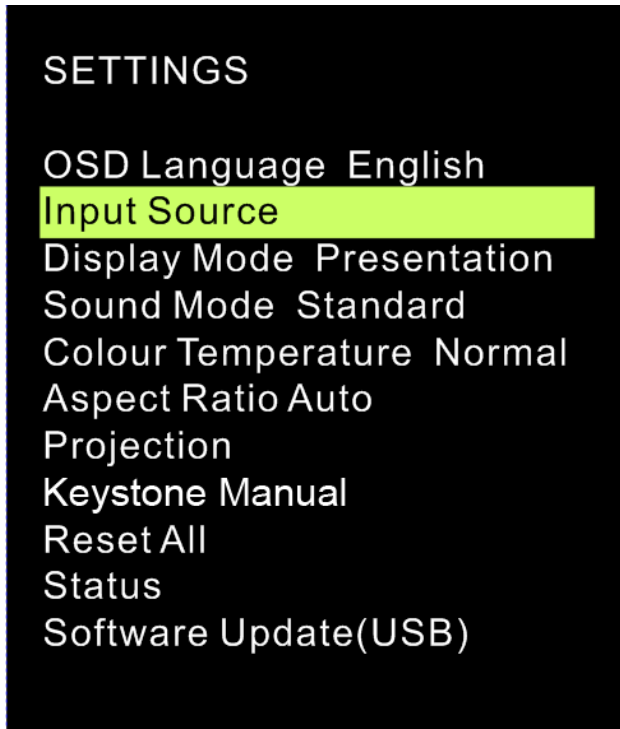 SETTINGS
OSD Language English
Input Source
Display Mode Presentation
Sound Mode Standard
Colour Temperature Normal
Aspect Ratio Auto
Projection
Keystone Manual
Reset All
Status
Software Update(USB)